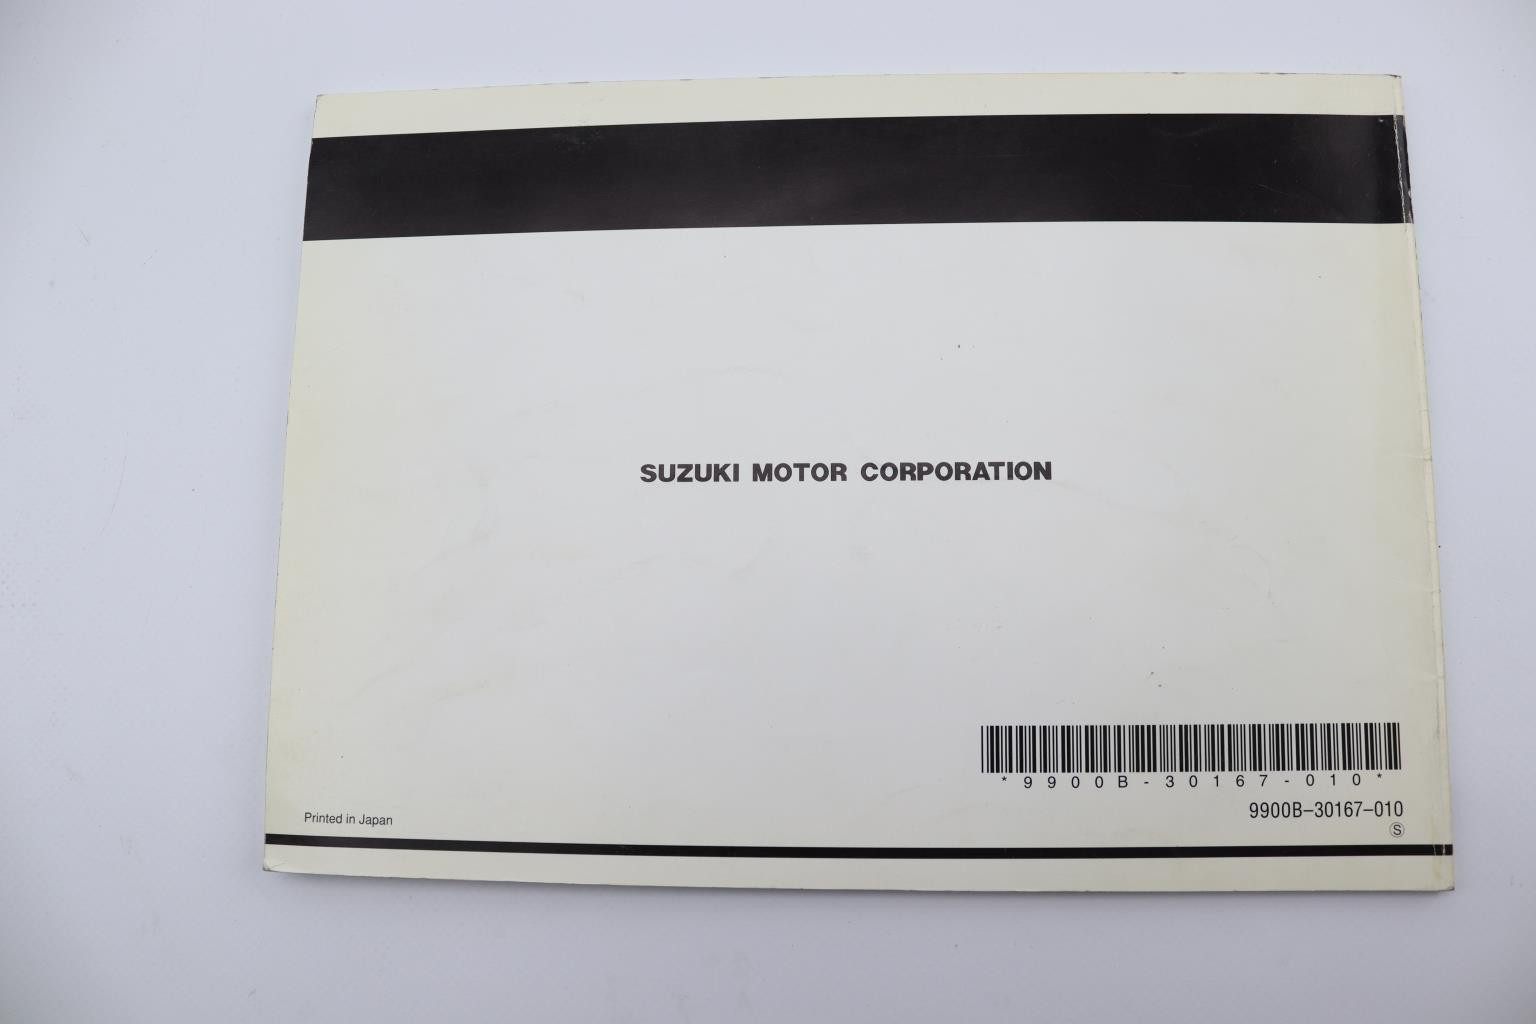 SUZUKI MOTOR CORPORATION
*9900B-30167-010*
9900B–30167–010
Ⓢ
Printed in Japan